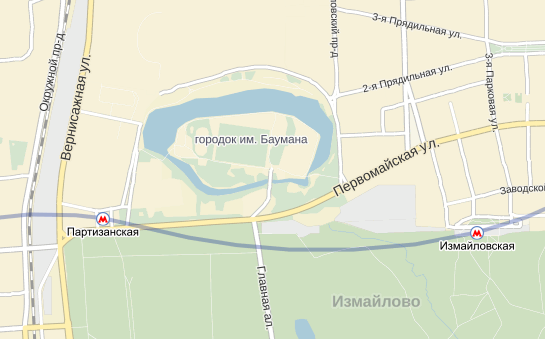 3-я Прядильная ул.
Окружной пр-д
Вернисажная ул.
2-я Прядильная ул.
3-я Парковая ул.
городок им. Баумана
Первомайская ул.
Партизанская
Измайловская
Главная ал.
Измайлово